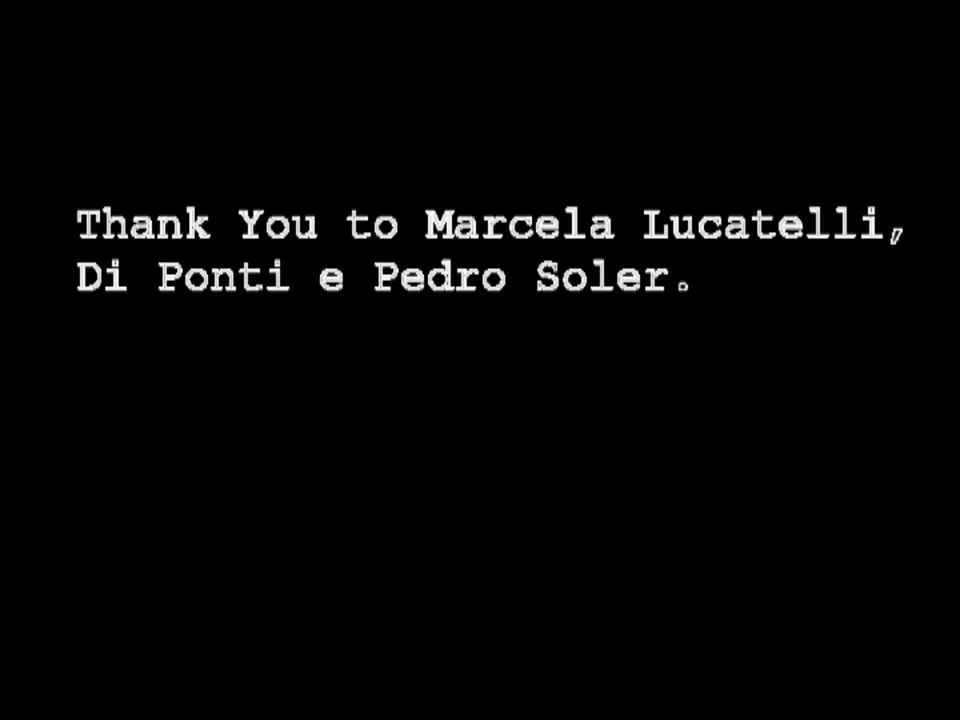 Thank You to Marcela Lucatelli,
Di Ponti e Pedro Soler.